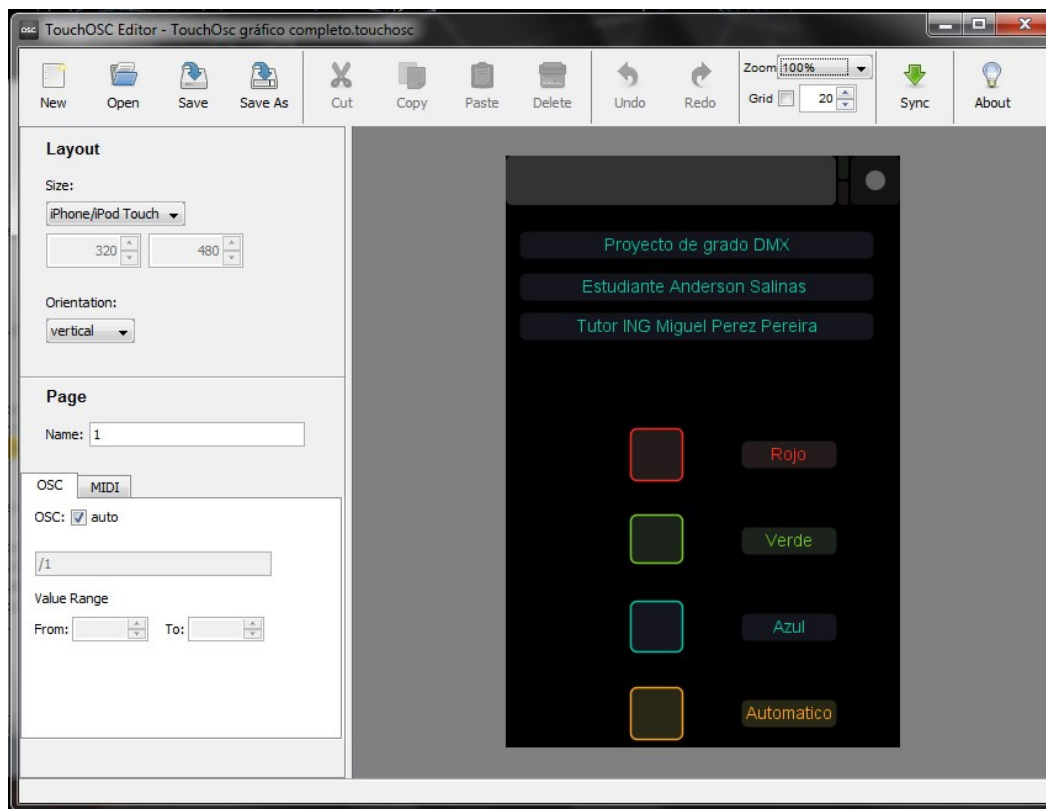 osc TouchOSC Editor - TouchOsc gráfico completo.touchosc
New Open Save Save As Cut Copy Paste Delete Undo Redo Zoom 100% Grid 20 Sync About
Layout
Size:
iPhone/iPod Touch
320 480
Orientation:
vertical
Page
Name: 1
OSC MIDI
OSC: auto
/1
Value Range
From: To:
Proyecto de grado DMX
Estudiante Anderson Salinas
Tutor ING Miguel Perez Pereira
Rojo
Verde
Azul
Automatico